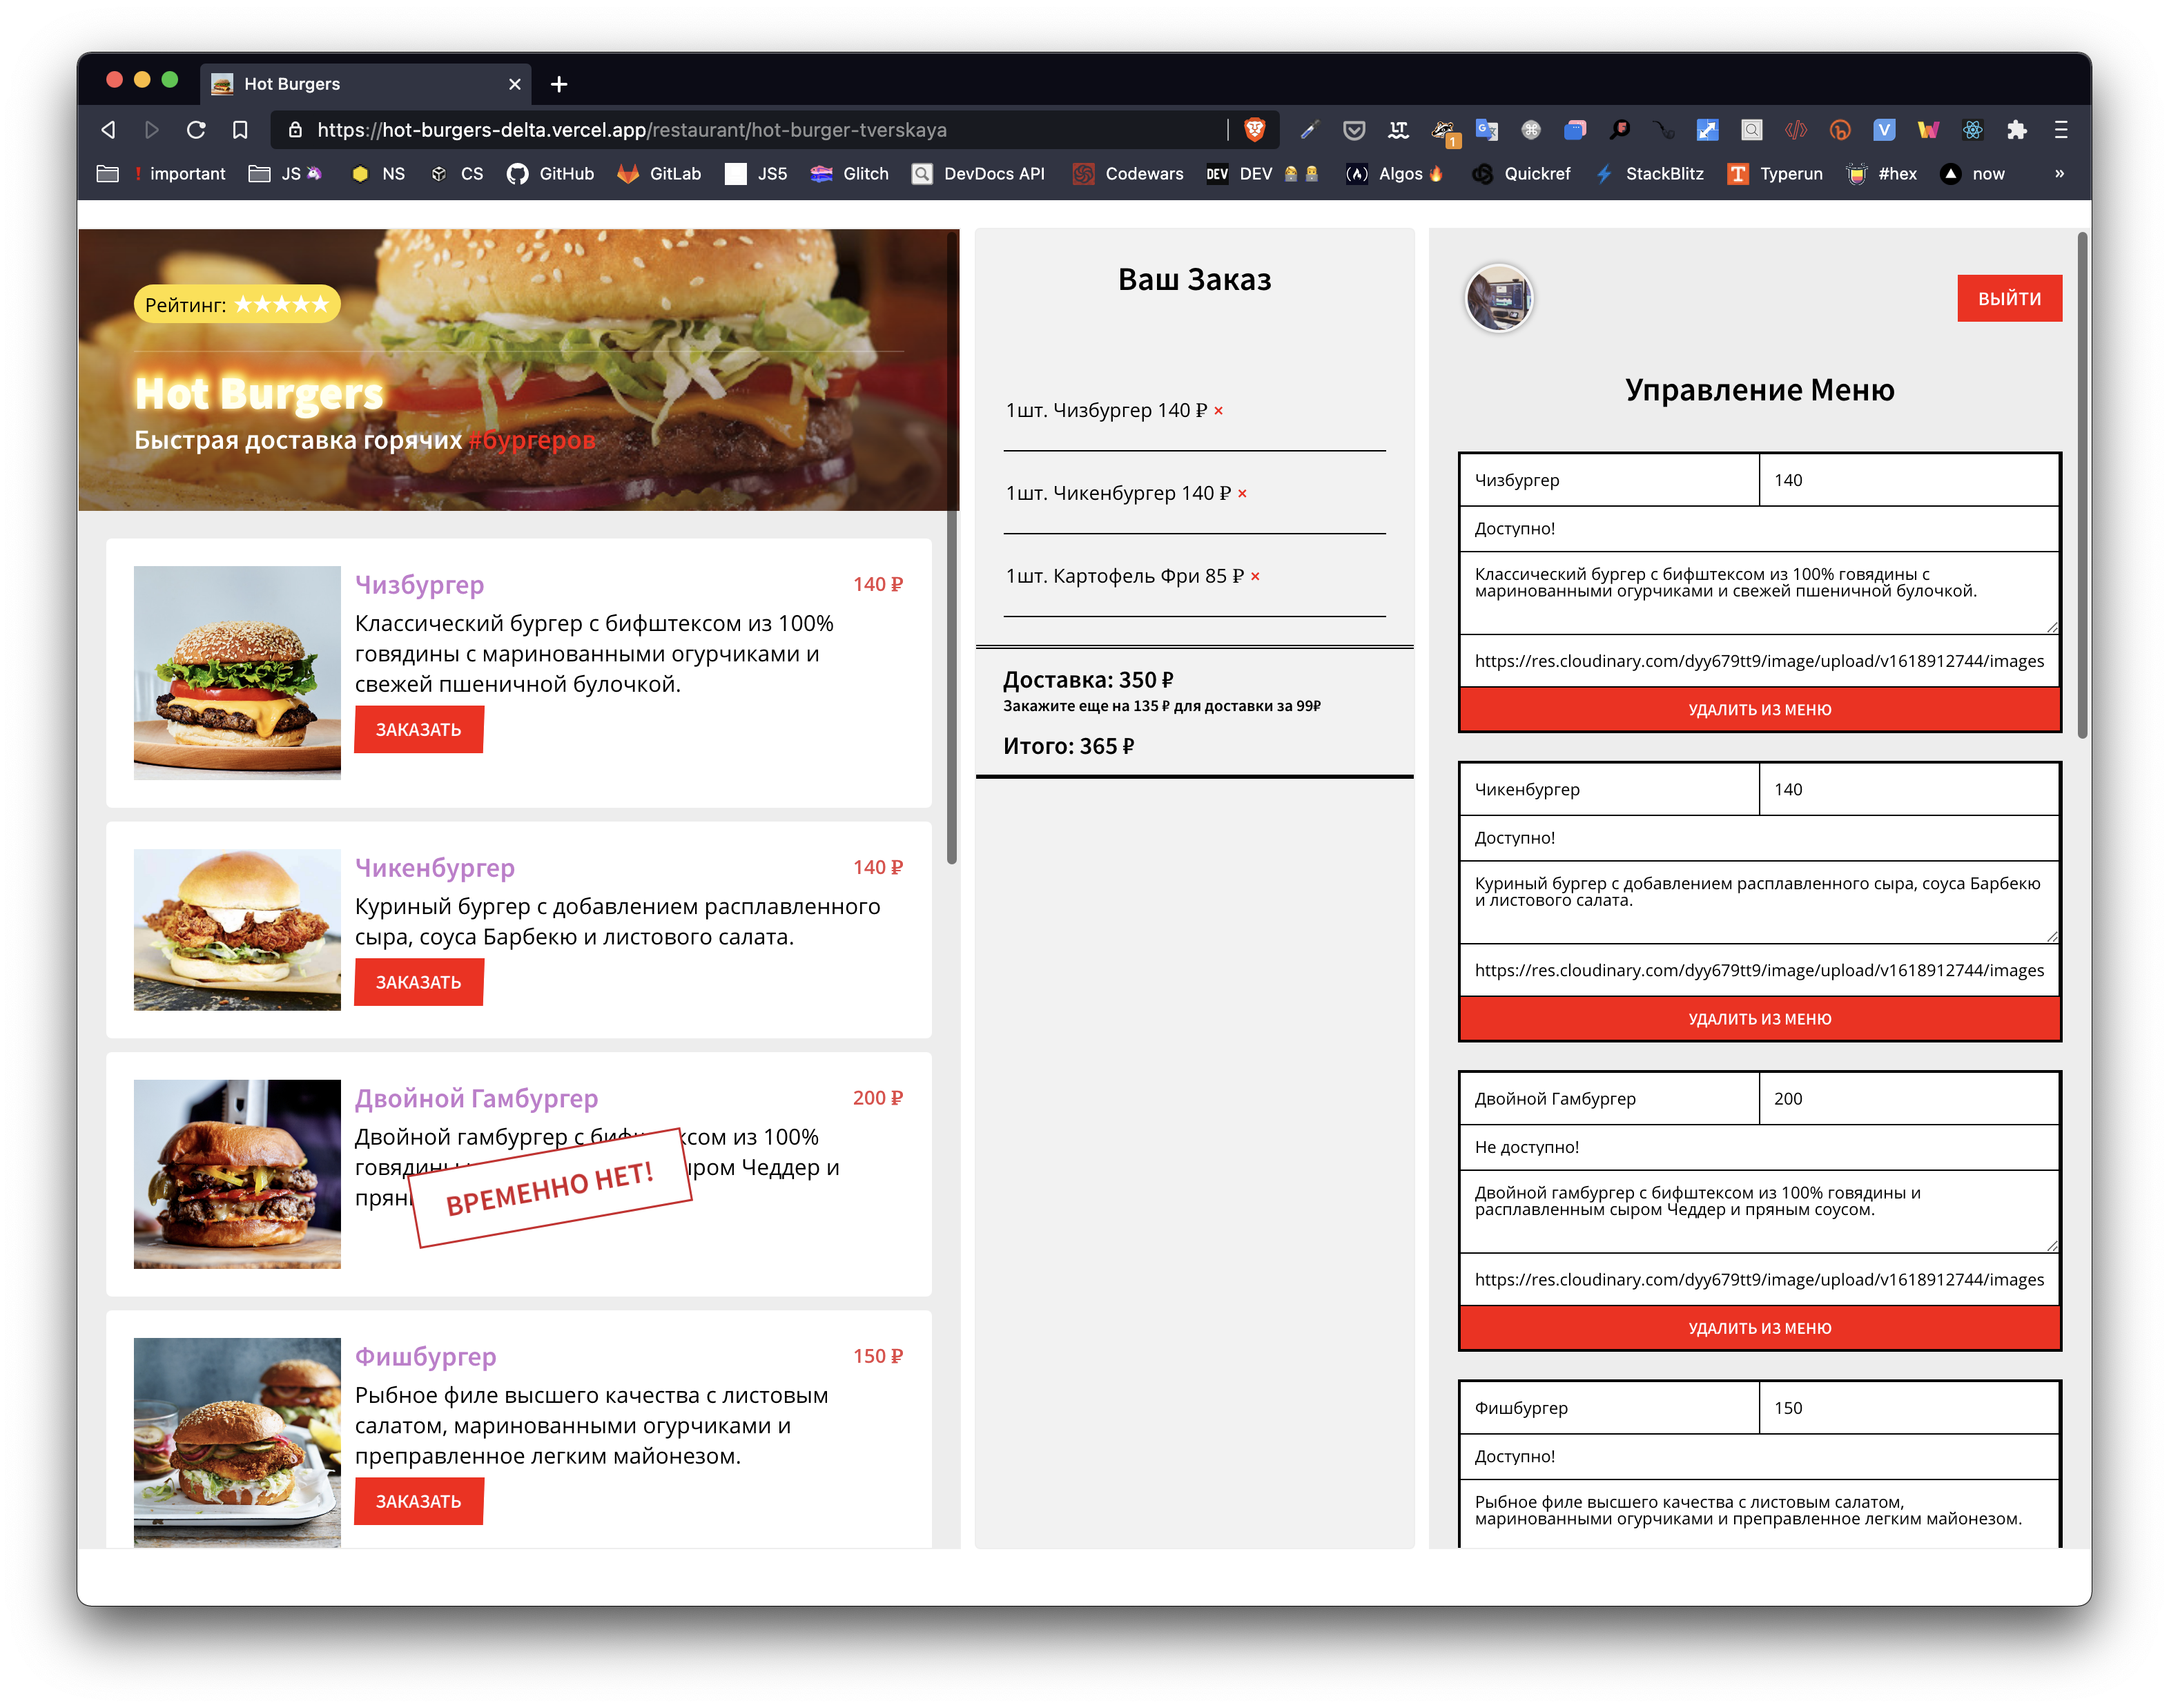 Hot Burgers
https://hot-burgers-delta.vercel.app/restaurant/hot-burger-tverskaya
1
! important JS NS CS GitHub GitLab JS5 Glitch DevDocs API Codewars DEV DEV Algos Quickref StackBlitz Typerun #hex now »
Рейтинг: ★★★★★
Hot Burgers
Быстрая доставка горячих #бургеров
Чизбургер 140 ₽
Классический бургер с бифштексом из 100%
говядины с маринованными огурчиками и
свежей пшеничной булочкой.
ЗАКАЗАТЬ
Чикенбургер 140 ₽
Куриный бургер с добавлением расплавленного
сыра, соуса Барбекю и листового салата.
ЗАКАЗАТЬ
Двойной Гамбургер 200 ₽
Двойной гамбургер с ксом из 100%
Чеддер и
ВРЕМЕННО НЕТ!
Фишбургер 150 ₽
Рыбное филе высшего качества с листовым
салатом, маринованными огурчиками и
преправленное легким майонезом.
ЗАКАЗАТЬ
Ваш Заказ
1шт. Чизбургер 140 ₽ ×
1шт. Чикенбургер 140 ₽ ×
1шт. Картофель Фри 85 ₽ ×
Доставка: 350 ₽
Закажите еще на 135 ₽ для доставки за 99₽
Итого: 365 ₽
ВЫЙТИ
Управление Меню
Чизбургер 140
Доступно!
Классический бургер с бифштексом из 100% говядины с
маринованными огурчиками и свежей пшеничной булочкой.
https://res.cloudinary.com/dyy679tt9/image/upload/v1618912744/images
УДАЛИТЬ ИЗ МЕНЮ
Чикенбургер 140
Доступно!
Куриный бургер с добавлением расплавленного сыра, соуса Барбекю
и листового салата.
https://res.cloudinary.com/dyy679tt9/image/upload/v1618912744/images
УДАЛИТЬ ИЗ МЕНЮ
Двойной Гамбургер 200
Не доступно!
Двойной гамбургер с бифштексом из 100% говядины и
расплавленным сыром Чеддер и пряным соусом.
https://res.cloudinary.com/dyy679tt9/image/upload/v1618912744/images
УДАЛИТЬ ИЗ МЕНЮ
Фишбургер 150
Доступно!
Рыбное филе высшего качества с листовым салатом,
маринованными огурчиками и преправленное легким майонезом.